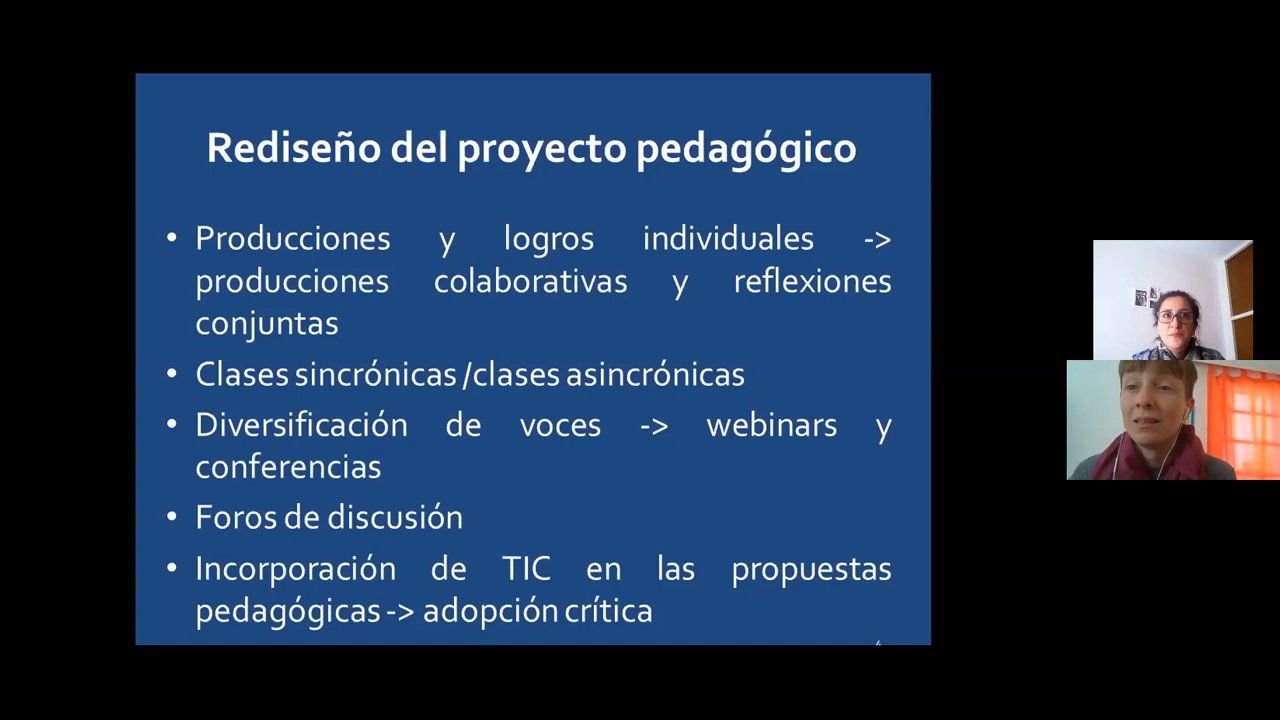 Rediseño del proyecto pedagógico
• Producciones y logros individuales ->
producciones colaborativas y reflexiones
conjuntas
• Clases sincrónicas /clases asincrónicas
• Diversificación de voces -> webinars y
conferencias
• Foros de discusión
• Incorporación de TIC en las propuestas
pedagógicas -> adopción crítica